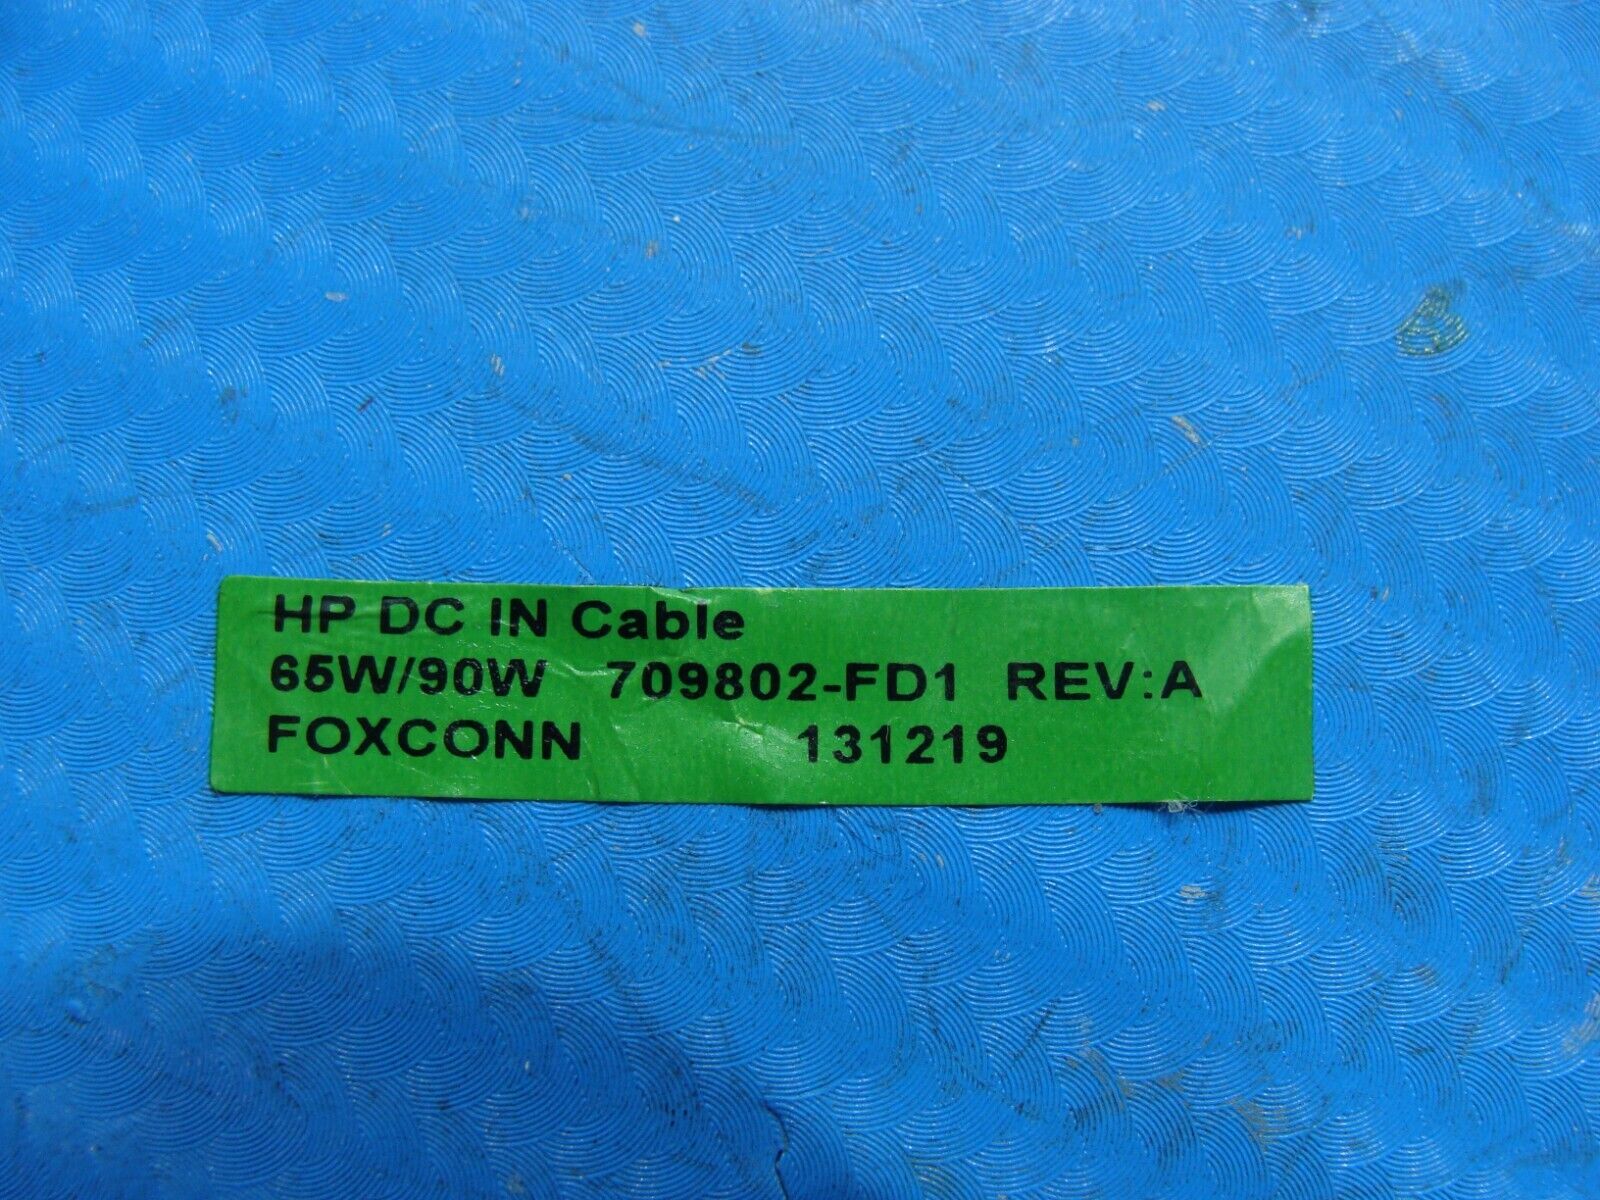 HP DC IN Cable
65W/90W 709802-FD1 REV:A
FOXCONN 131219